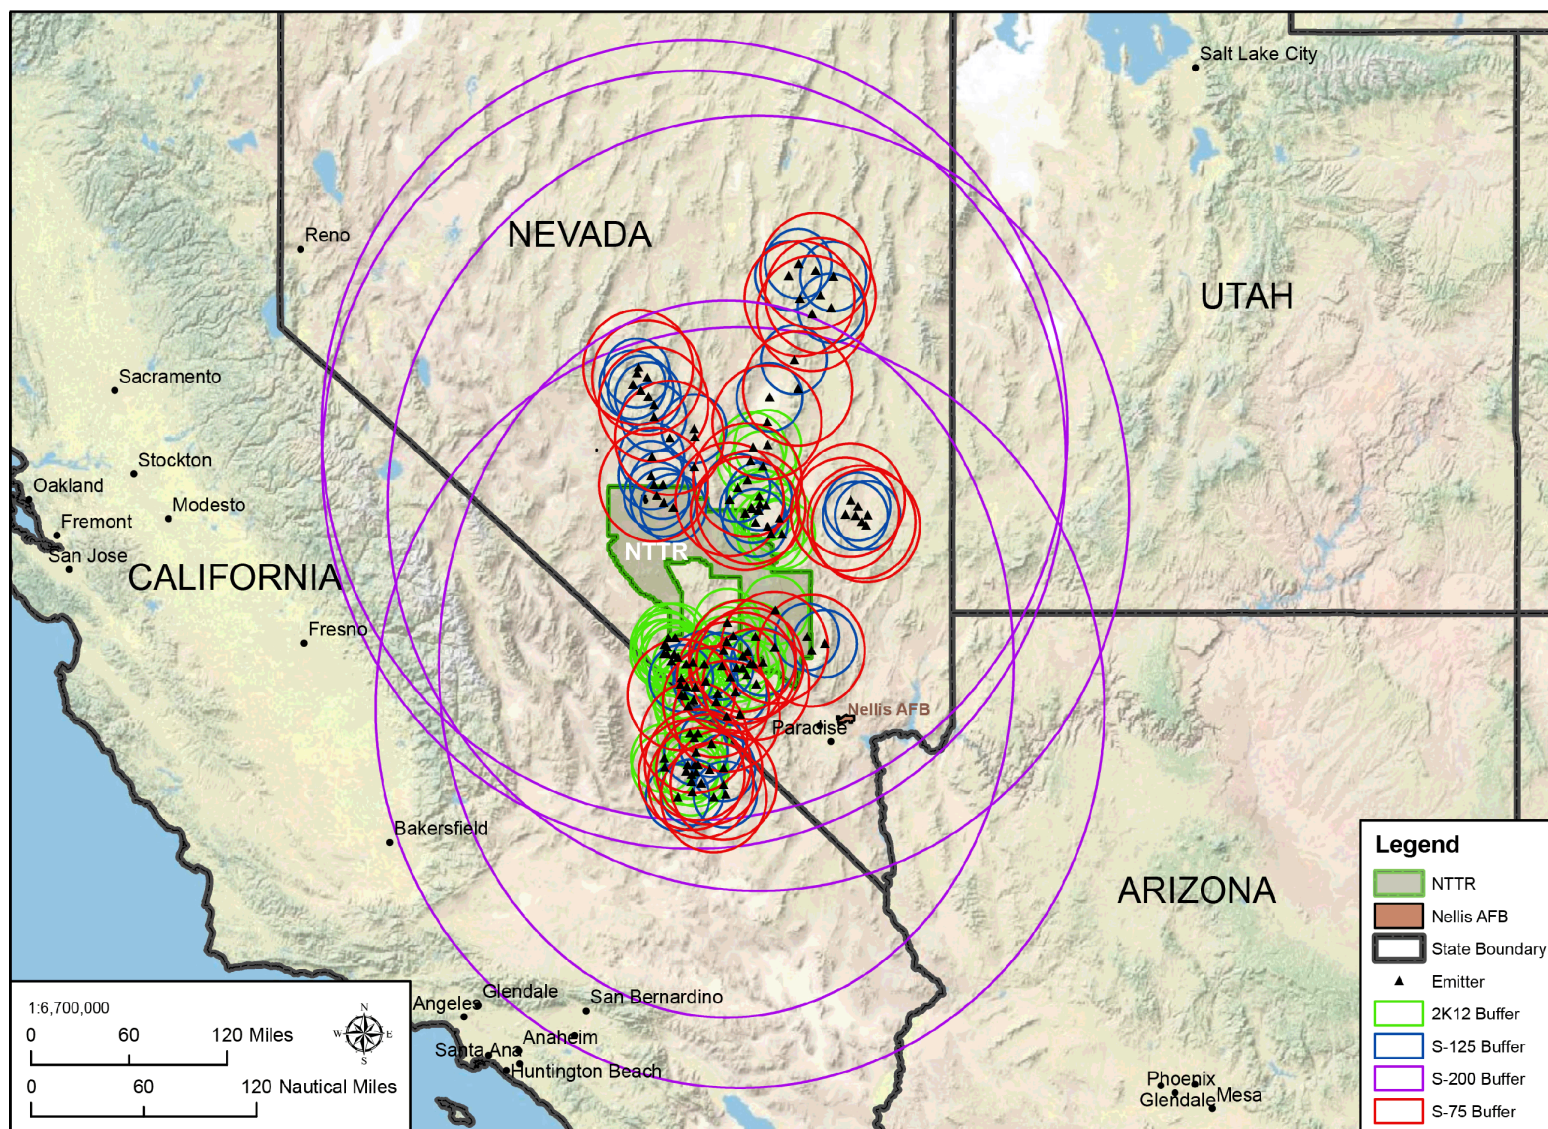 Salt Lake City
Reno
NEVADA
UTAH
Sacramento
Stockton
Oakland
Modesto
Fremont
San Jose
NTTR
CALIFORNIA
Fresno
Nellis AFB
Paradise
Bakersfield
ARIZONA
Angeles
Glendale
San Bernardino
Anaheim
Santa Ana
Huntington Beach
Phoenix
Glendale
Mesa
1:6,700,000
N
W E
S
0 60 120 Miles
0 60 120 Nautical Miles
Legend
NTTR
Nellis AFB
State Boundary
Emitter
2K12 Buffer
S-125 Buffer
S-200 Buffer
S-75 Buffer